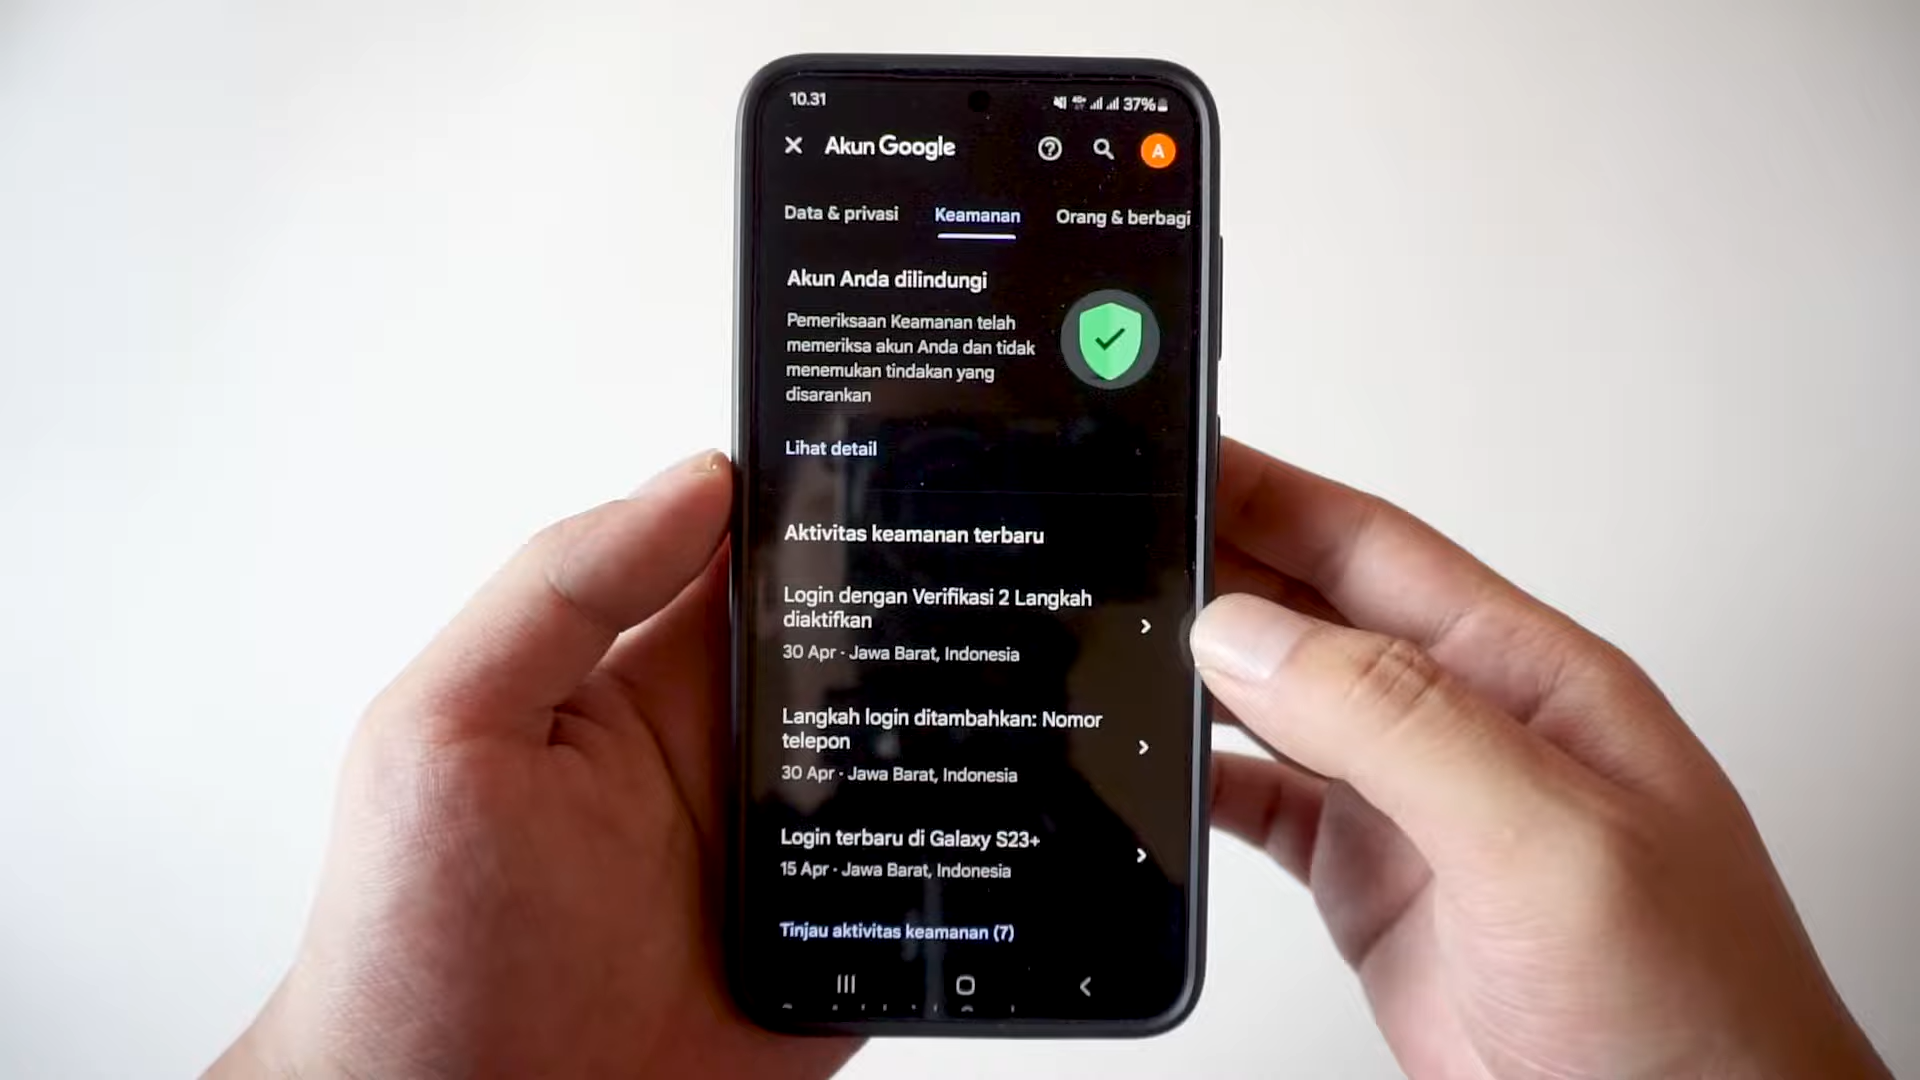 10.31
37%
Akun Google
A
Data & privasi
Keamanan
Orang & berbagi
Akun Anda dilindungi
Pemeriksaan Keamanan telah
memeriksa akun Anda dan tidak
menemukan tindakan yang
disarankan
Lihat detail
Aktivitas keamanan terbaru
Login dengan Verifikasi 2 Langkah
diaktifkan
30 Apr · Jawa Barat, Indonesia
Langkah login ditambahkan: Nomor
telepon
30 Apr · Jawa Barat, Indonesia
Login terbaru di Galaxy S23+
15 Apr · Jawa Barat, Indonesia
Tinjau aktivitas keamanan (7)